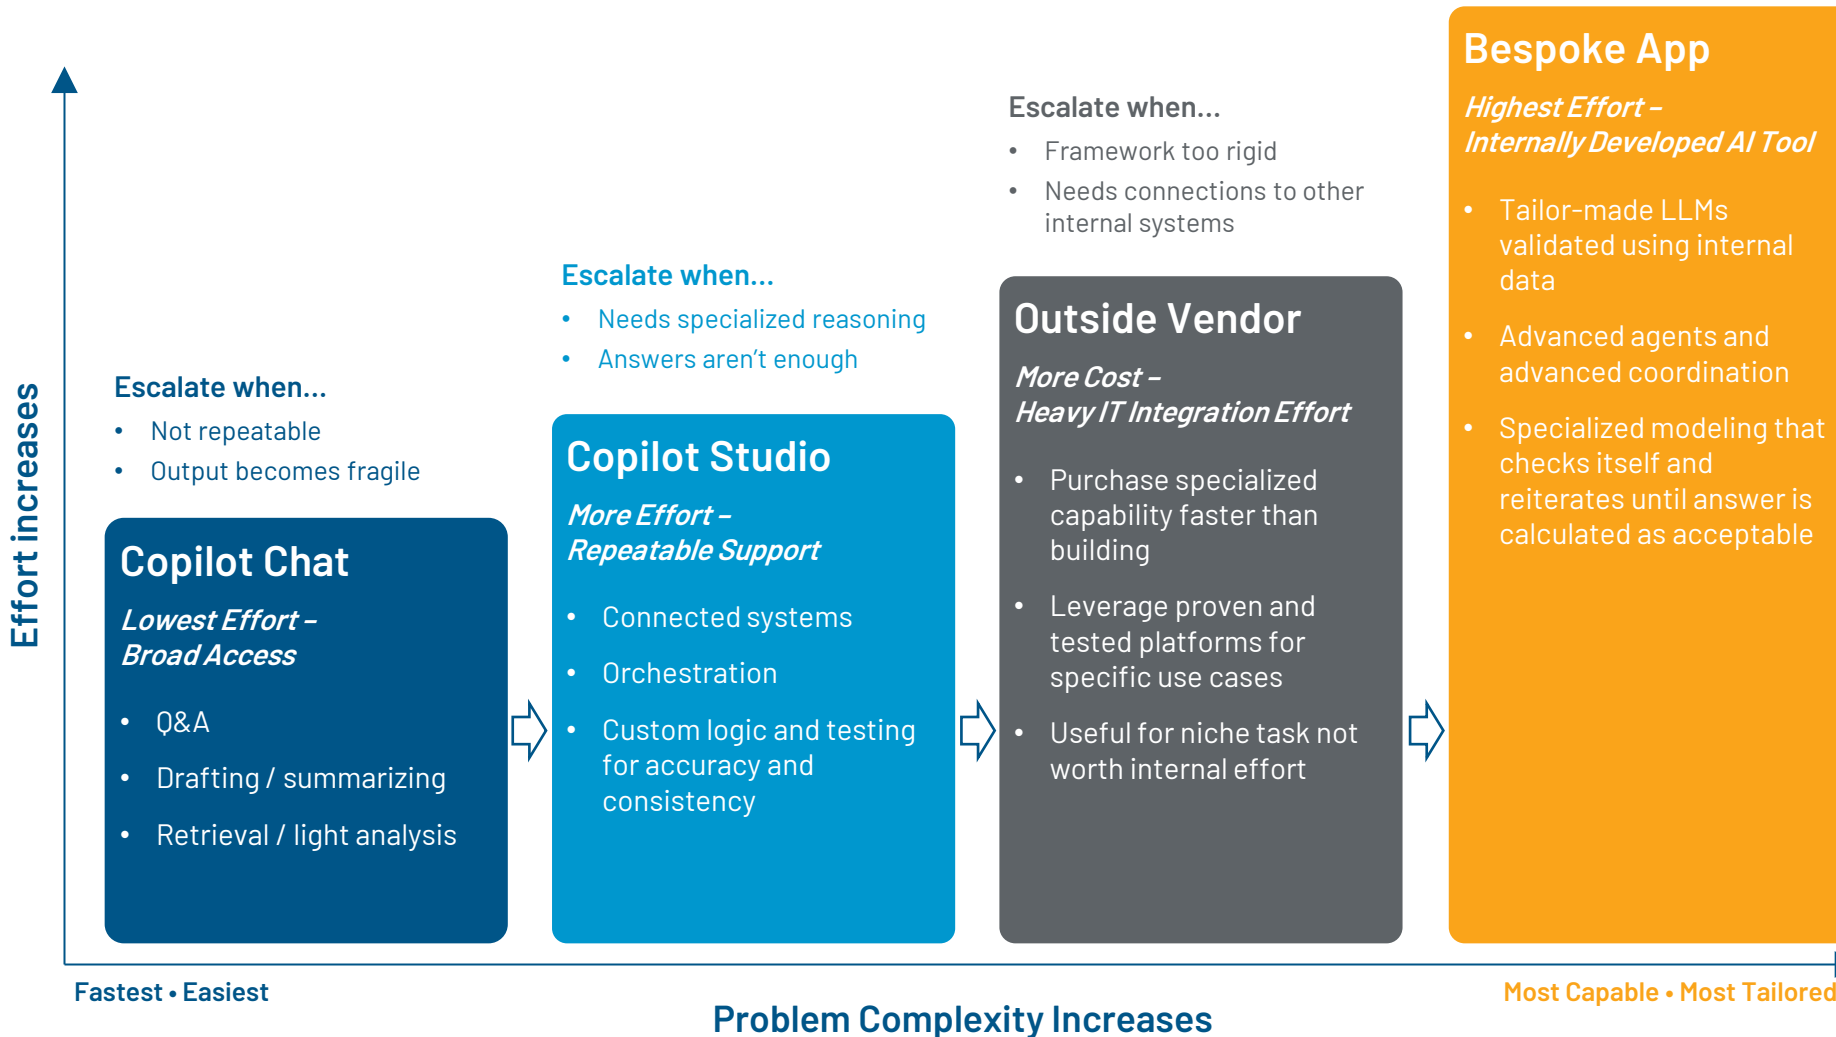 Effort increases
Escalate when...
• Not repeatable
• Output becomes fragile
Copilot Chat
Lowest Effort –
Broad Access
• Q&A
• Drafting / summarizing
• Retrieval / light analysis
Escalate when...
• Needs specialized reasoning
• Answers aren't enough
Copilot Studio
More Effort –
Repeatable Support
• Connected systems
• Orchestration
• Custom logic and testing
for accuracy and
consistency
Escalate when...
• Framework too rigid
• Needs connections to other
internal systems
Outside Vendor
More Cost –
Heavy IT Integration Effort
• Purchase specialized
capability faster than
building
• Leverage proven and
tested platforms for
specific use cases
• Useful for niche task not
worth internal effort
Bespoke App
Highest Effort –
Internally Developed AI Tool
• Tailor-made LLMs
validated using internal
data
• Advanced agents and
advanced coordination
• Specialized modeling that
checks itself and
reiterates until answer is
calculated as acceptable
Fastest • Easiest
Most Capable • Most Tailored
Problem Complexity Increases